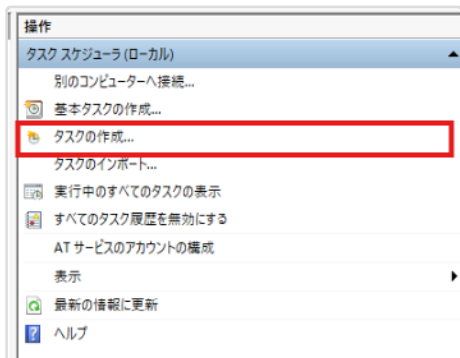 操作
タスク スケジューラ (ローカル)
別のコンピューターへ接続...
基本タスクの作成...
タスクの作成...
タスクのインポート...
実行中のすべてのタスクの表示
すべてのタスク履歴を無効にする
AT サービスのアカウントの構成
表示
最新の情報に更新
ヘルプ